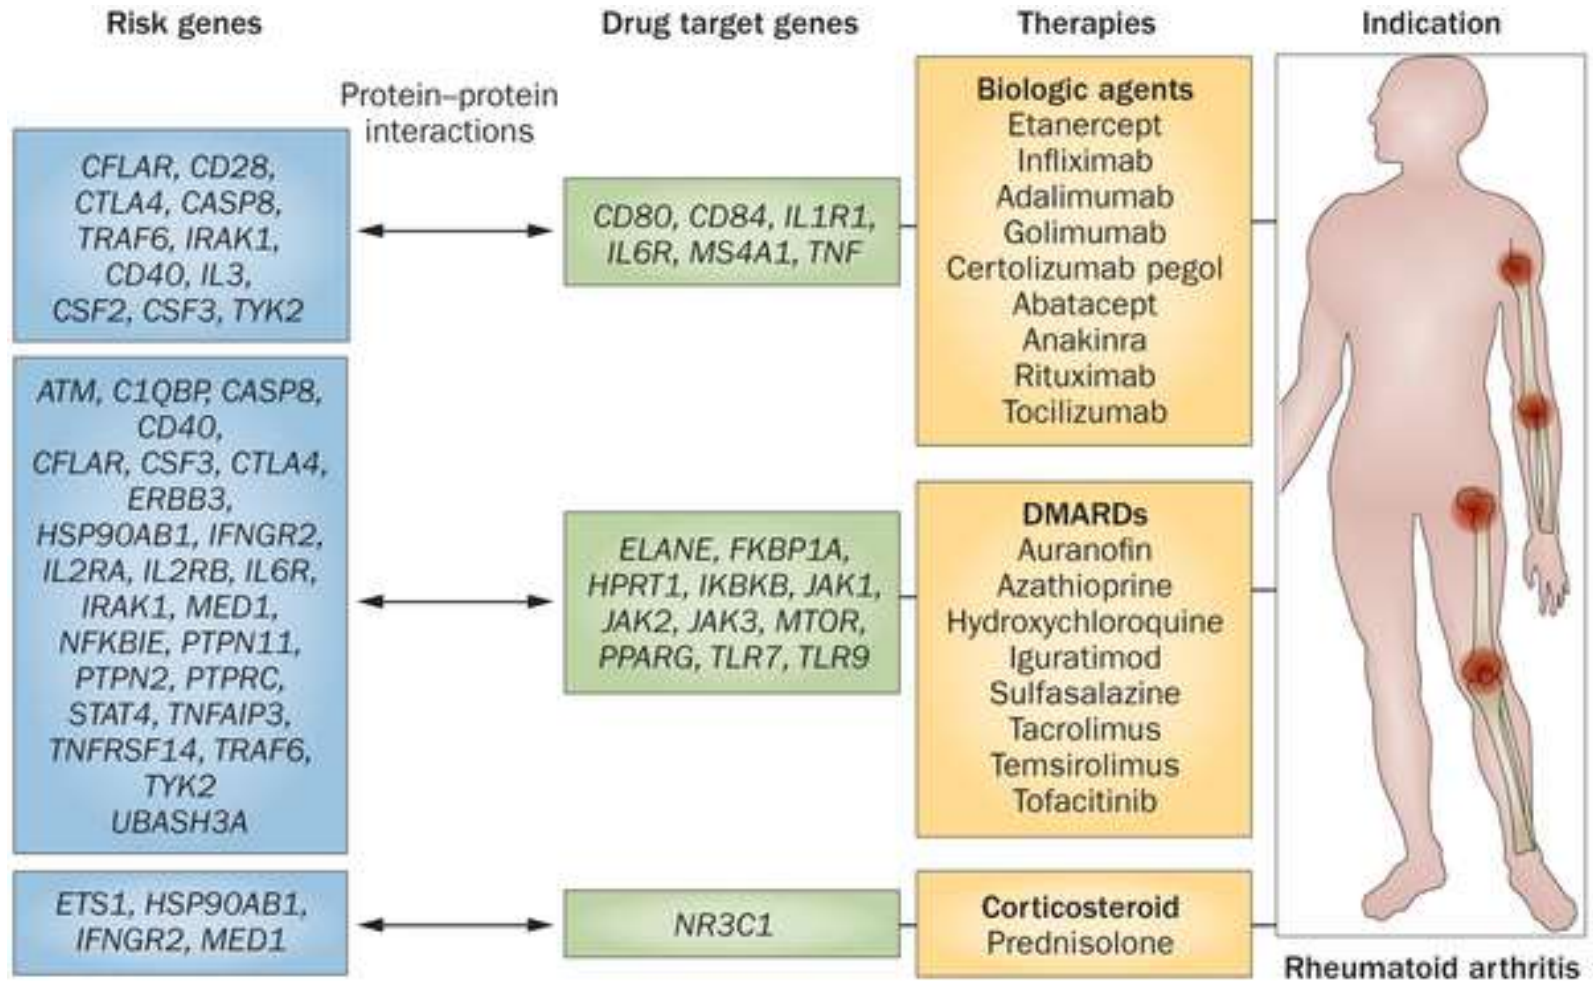 Risk genes
Drug target genes
Therapies
Indication
Protein–protein
interactions
CFLAR, CD28,
CTLA4, CASP8,
TRAF6, IRAK1,
CD40, IL3,
CSF2, CSF3, TYK2
CD80, CD84, IL1R1,
IL6R, MS4A1, TNF
Biologic agents
Etanercept
Infliximab
Adalimumab
Golimumab
Certolizumab pegol
Abatacept
Anakinra
Rituximab
Tocilizumab
ATM, C1QBP, CASP8,
CD40,
CFLAR, CSF3, CTLA4,
ERBB3,
HSP90AB1, IFNGR2,
IL2RA, IL2RB, IL6R,
IRAK1, MED1,
NFKBIE, PTPN11,
PTPN2, PTPRC,
STAT4, TNFAIP3,
TNFRSF14, TRAF6,
TYK2
UBASH3A
ELANE, FKBP1A,
HPRT1, IKBKB, JAK1,
JAK2, JAK3, MTOR,
PPARG, TLR7, TLR9
DMARDs
Auranofin
Azathioprine
Hydroxychloroquine
Iguratimod
Sulfasalazine
Tacrolimus
Temsirolimus
Tofacitinib
ETS1, HSP90AB1,
IFNGR2, MED1
NR3C1
Corticosteroid
Prednisolone
Rheumatoid arthritis